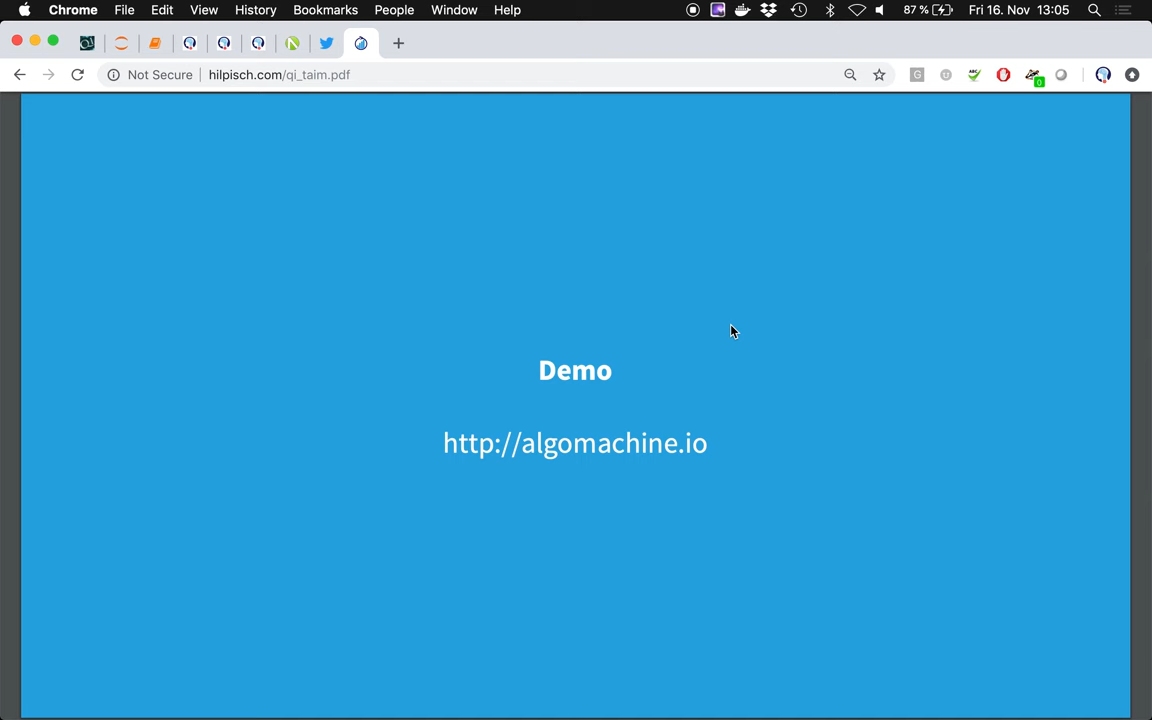 Chrome File Edit View History Bookmarks People Window Help 87 % Fri 16. Nov 13:05
Not Secure hilpisch.com/qi_taim.pdf
Demo
http://algomachine.io